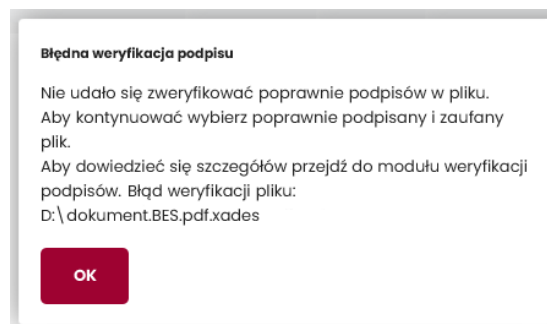 Błędna weryfikacja podpisu
Nie udało się zweryfikować poprawnie podpisów w pliku.
Aby kontynuować wybierz poprawnie podpisany i zaufany
plik.
Aby dowiedzieć się szczegółów przejdź do modułu weryfikacji
podpisów. Błąd weryfikacji pliku:
D:\dokument.BES.pdf.xades
OK